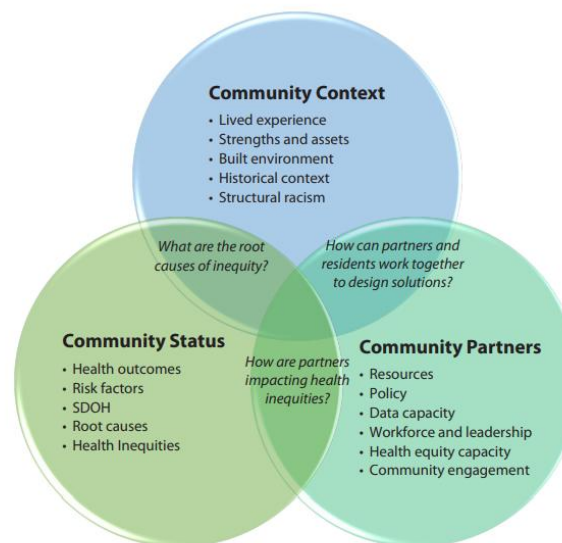 Community Context
• Lived experience
• Strengths and assets
• Built environment
• Historical context
• Structural racism
What are the root
causes of inequity?
How can partners and
residents work together
to design solutions?
Community Status
• Health outcomes
• Risk factors
• SDOH
• Root causes
• Health Inequities
How are partners
impacting health
inequities?
Community Partners
• Resources
• Policy
• Data capacity
• Workforce and leadership
• Health equity capacity
• Community engagement